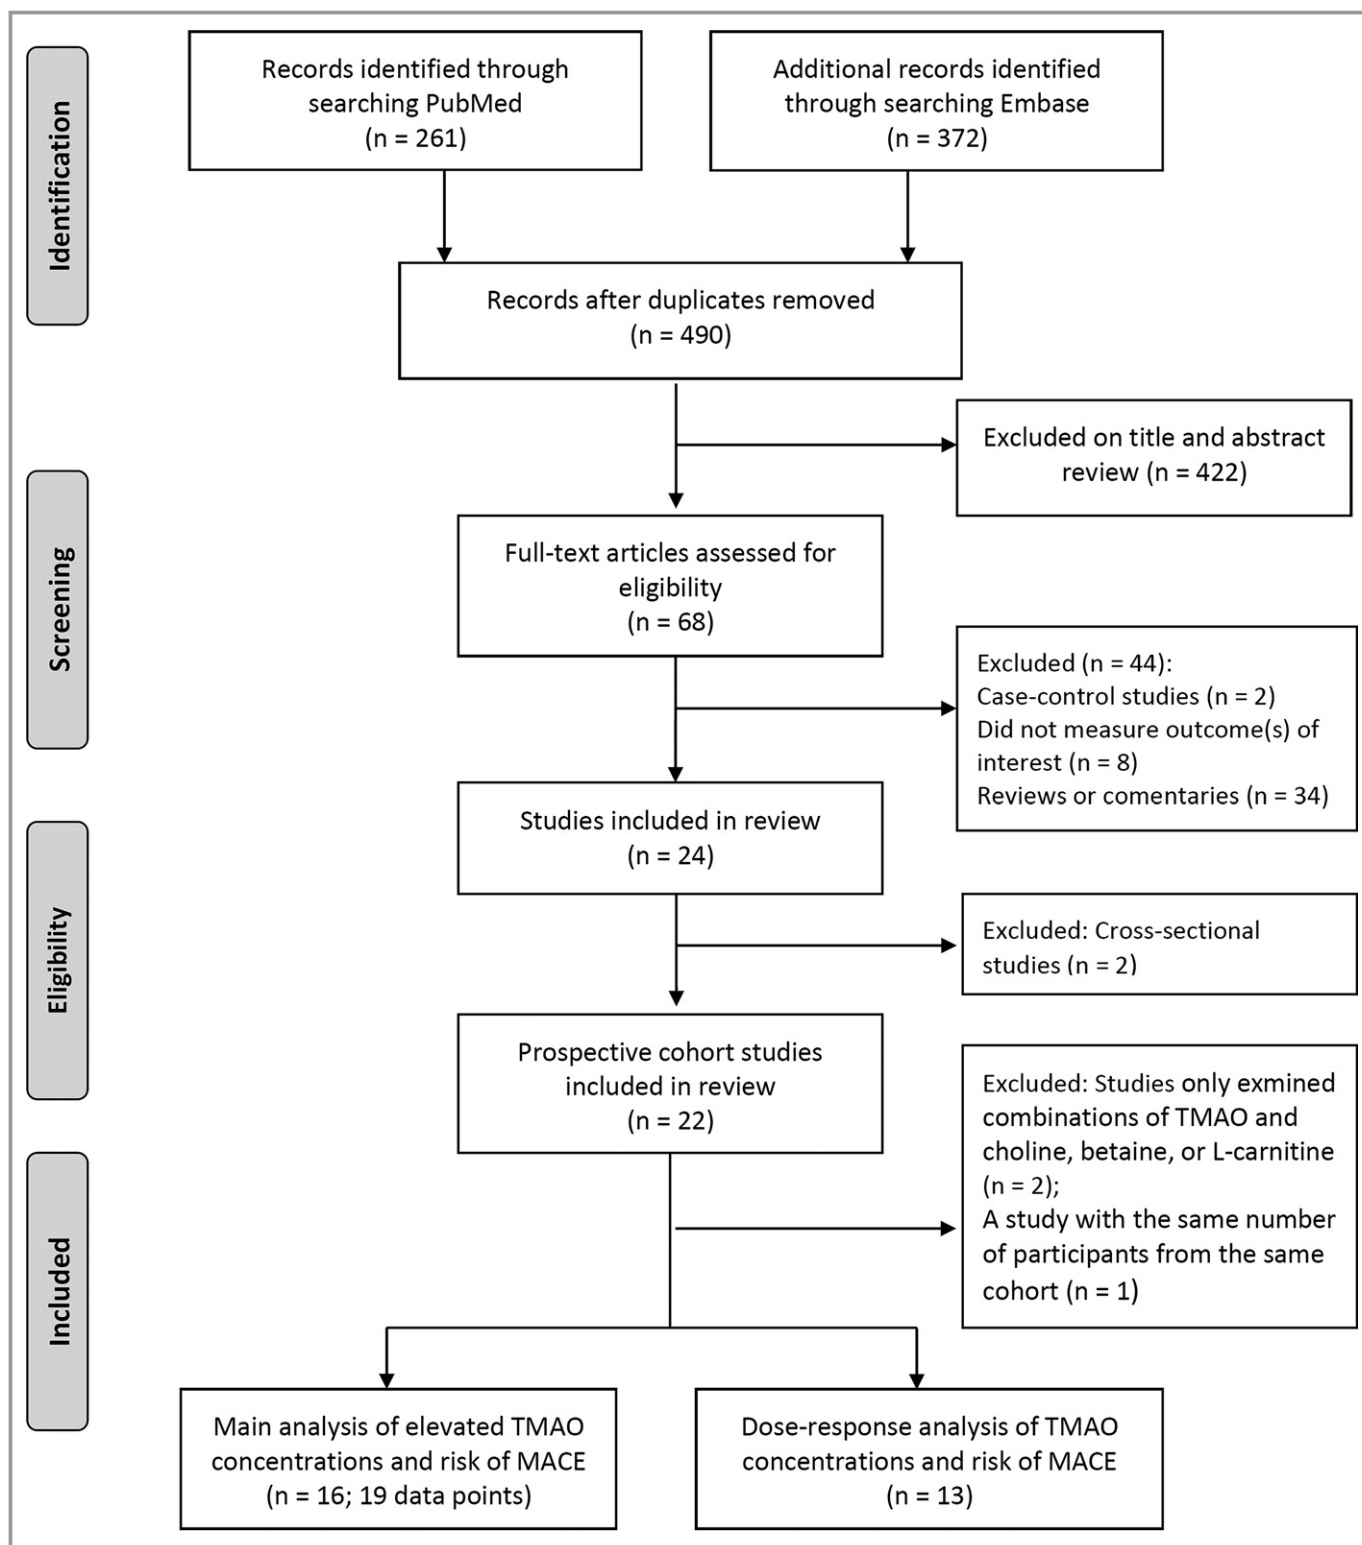 Identification
Records identified through
searching PubMed
(n = 261)
Additional records identified
through searching Embase
(n = 372)
Records after duplicates removed
(n = 490)
Excluded on title and abstract
review (n = 422)
Screening
Full-text articles assessed for
eligibility
(n = 68)
Excluded (n = 44):
Case-control studies (n = 2)
Did not measure outcome(s) of
interest (n = 8)
Reviews or comentaries (n = 34)
Studies included in review
(n = 24)
Eligibility
Excluded: Cross-sectional
studies (n = 2)
Prospective cohort studies
included in review
(n = 22)
Excluded: Studies only exmined
combinations of TMAO and
choline, betaine, or L-carnitine
(n = 2);
A study with the same number
of participants from the same
cohort (n = 1)
Included
Main analysis of elevated TMAO
concentrations and risk of MACE
(n = 16; 19 data points)
Dose-response analysis of TMAO
concentrations and risk of MACE
(n = 13)